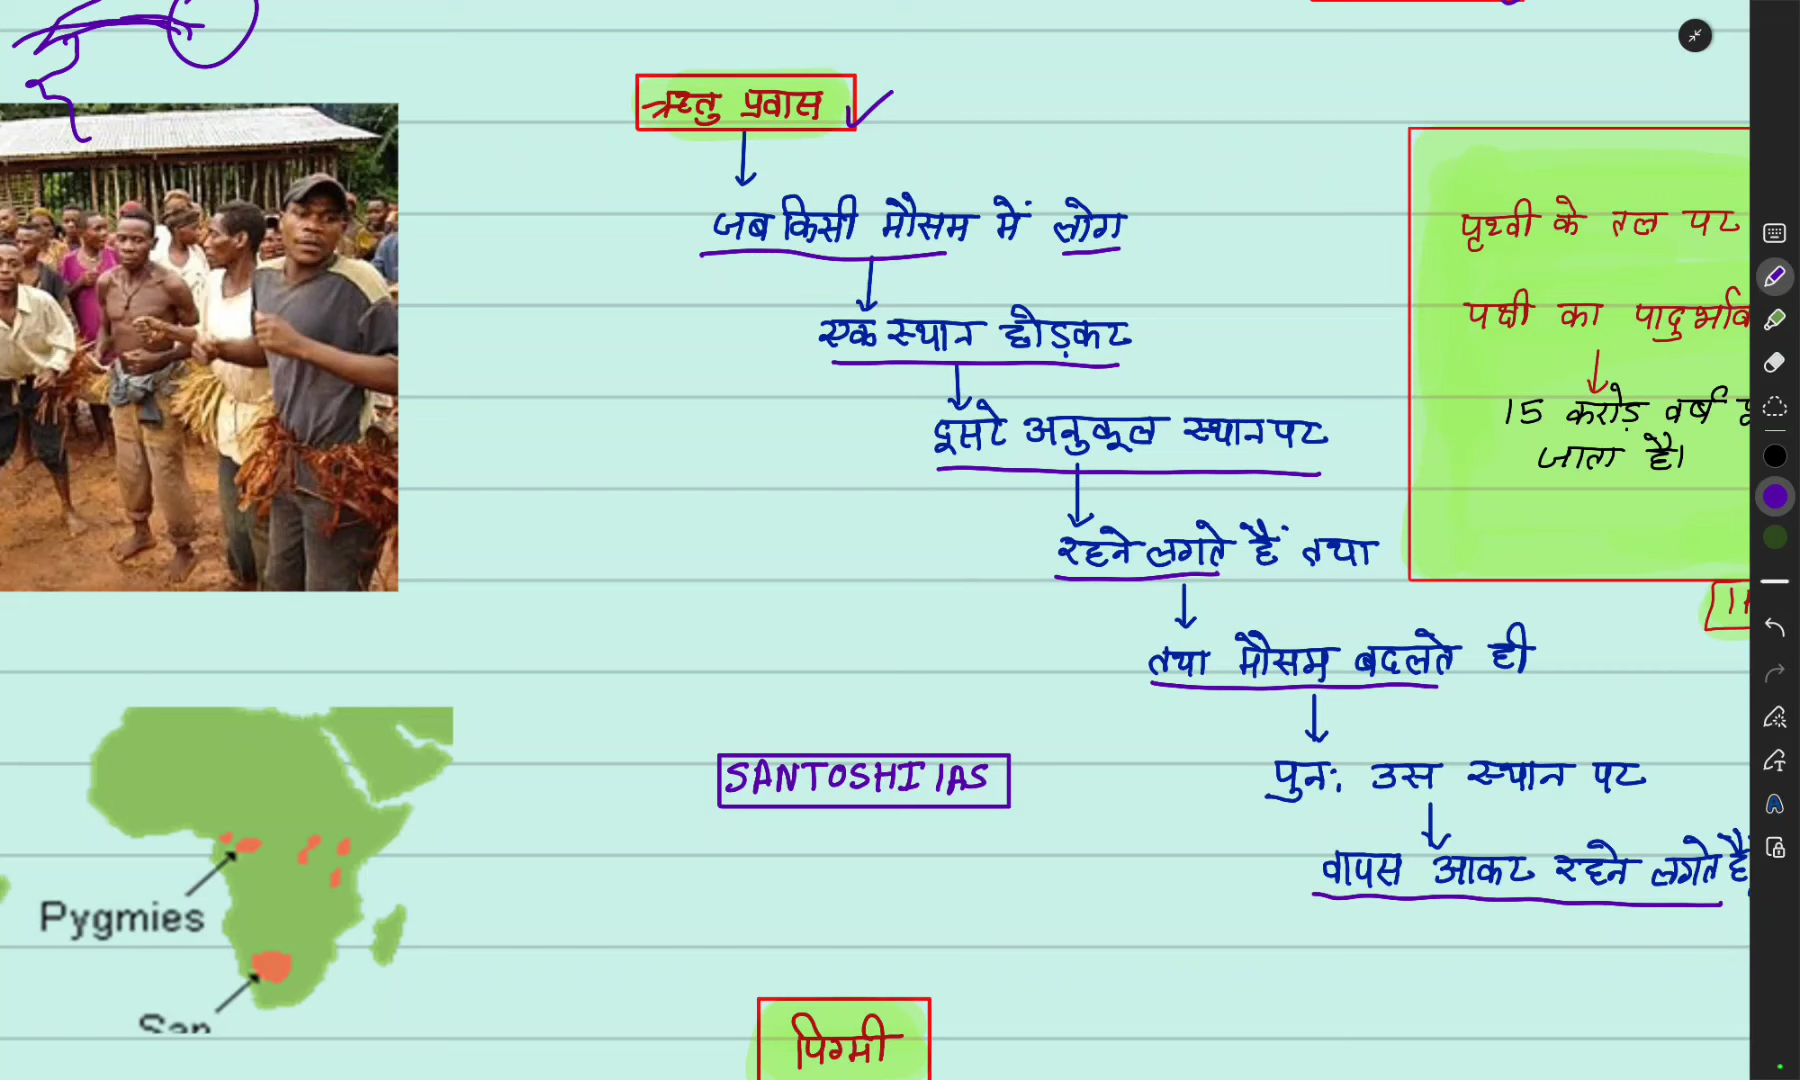 ऋतु प्रवास
जब किसी मौसम में लोग
एक स्थान छोड़कर
दूसरे अनुकूल स्थान पर
रहने लगते हैं तथा
तथा मौसम बदलते ही
पुनः उस स्थान पर
वापस आकर रहने लगते हैं
पृथ्वी के तल पर
पक्षी का पादुर्भाव
15 करोड़ वर्ष
जाता है।
SANTOSHI IAS
Pygmies
San
पिग्मी